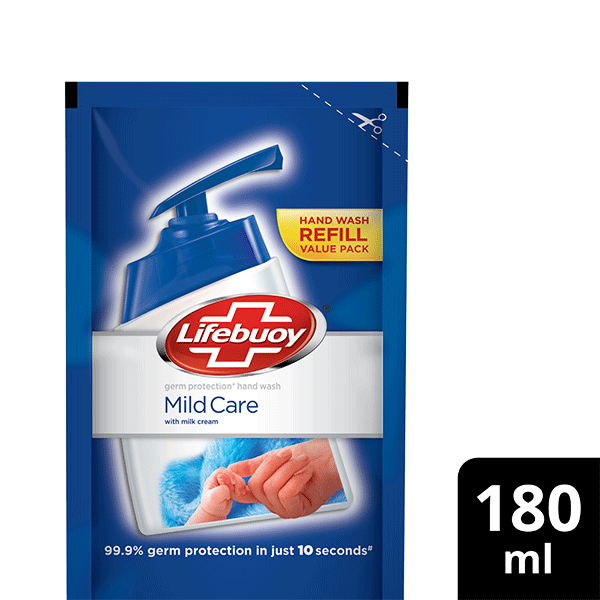 HAND WASH
REFILL
VALUE PACK
Lifebuoy
germ protection* hand wash
Mild Care
with milk cream
99.9% germ protection in just 10 seconds#
180
ml